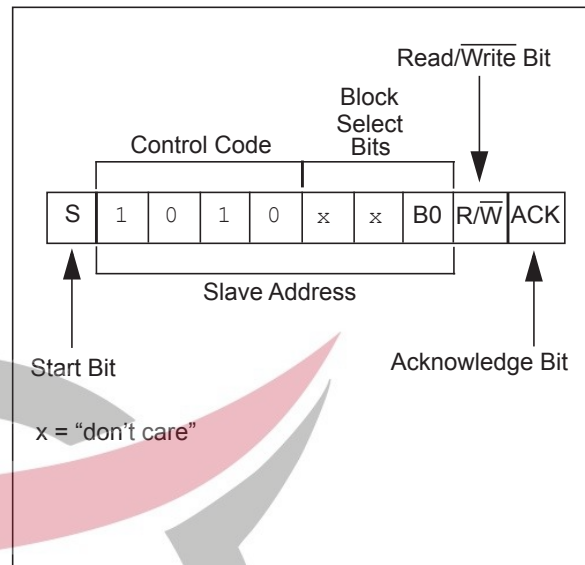 Read/Write Bit
Block
Select
Bits
Control Code
S 1 0 1 0 x x B0 R/W ACK
Slave Address
Start Bit
Acknowledge Bit
x = “don’t care”